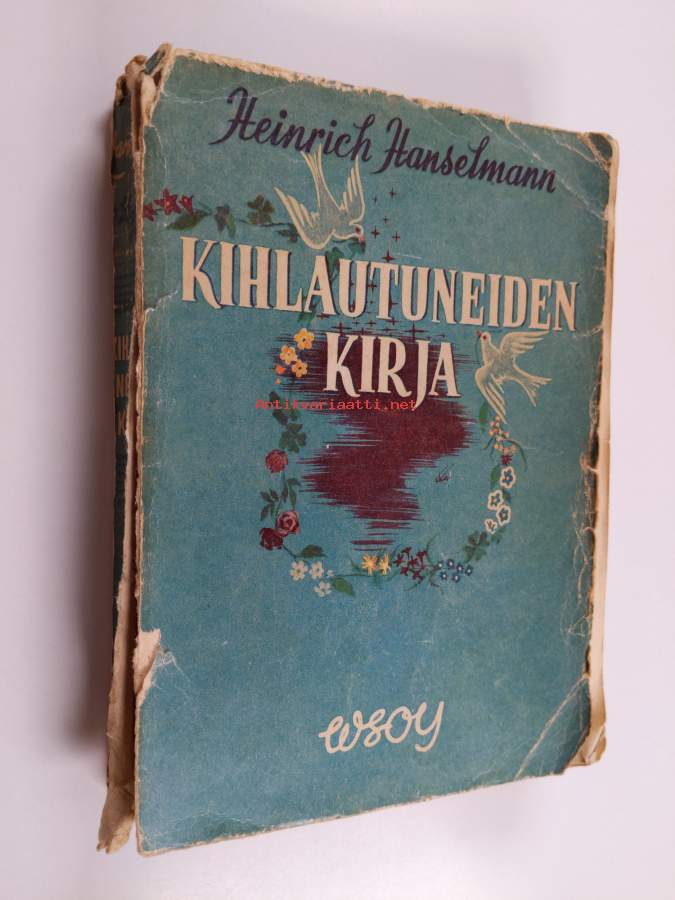 Heinrich Hanselmann
KIHLAUTUNEIDEN
KIRJA
Antikvariaatti.net
WSOY